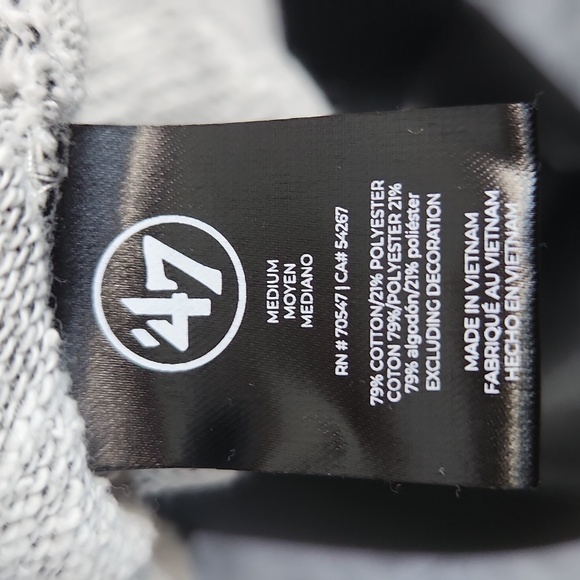 '47
MEDIUM
MOYEN
MEDIANO
RN # 70547 | CA# 54267
79% COTTON/21% POLYESTER
COTON 79%/POLYESTER 21%
79% algodón/21% poliéster
EXCLUDING DECORATION
MADE IN VIETNAM
FABRIQUÉ AU VIETNAM
HECHO EN VIETNAM